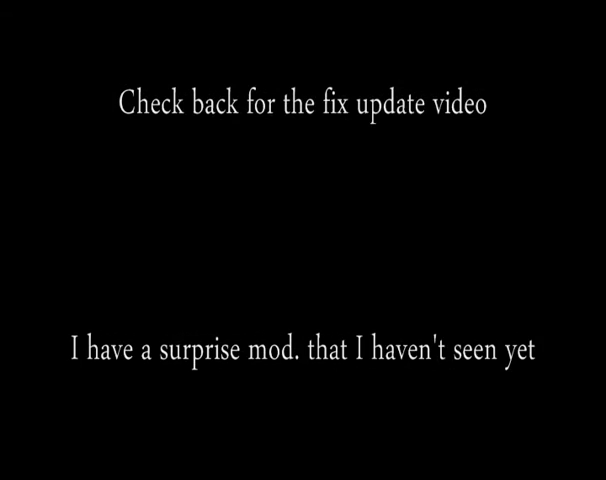 Check back for the fix update video
I have a surprise mod. that I haven't seen yet